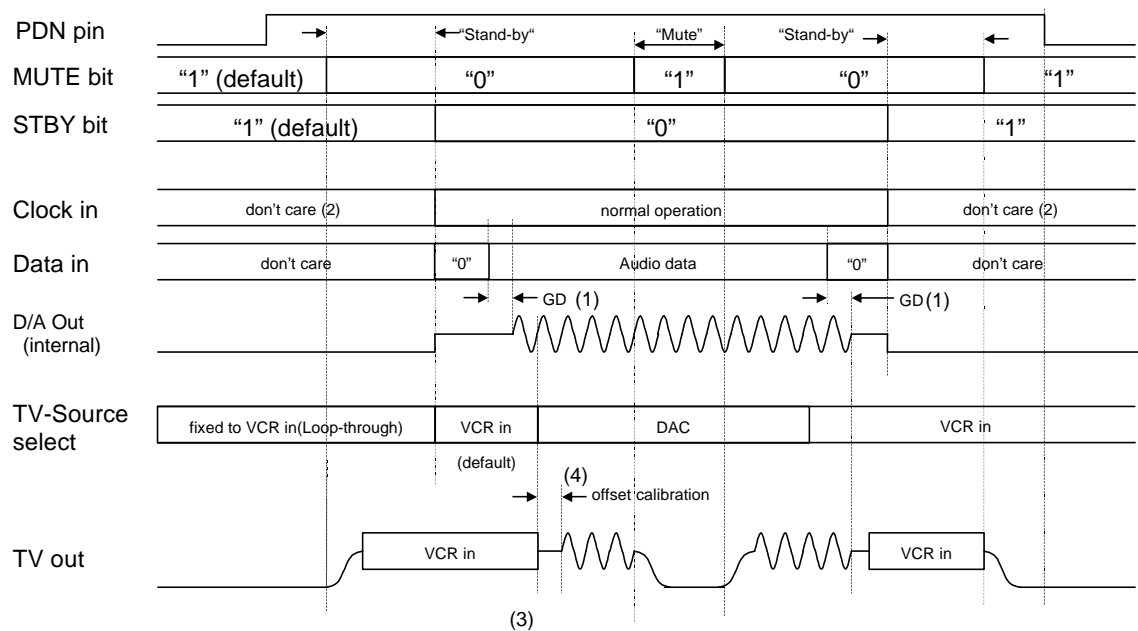 PDN pin
“Stand-by“
“Mute”
“Stand-by“
MUTE bit
“1” (default)
“0”
“1”
“0”
“1”
STBY bit
“1” (default)
“0”
“1”
Clock in
don’t care (2)
normal operation
don’t care (2)
Data in
don’t care
“0”
Audio data
“0”
don’t care
GD (1)
GD (1)
D/A Out
(internal)
TV-Source
select
fixed to VCR in(Loop-through)
VCR in
DAC
VCR in
(default)
(4)
offset calibration
TV out
VCR in
VCR in
(3)